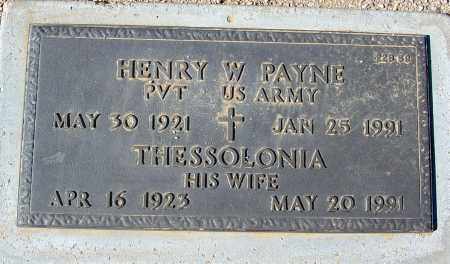 HENRY W PAYNE
PVT US ARMY
MAY 30 1921 JAN 25 1991
THESSOLONIA
HIS WIFE
APR 16 1923 MAY 20 1991